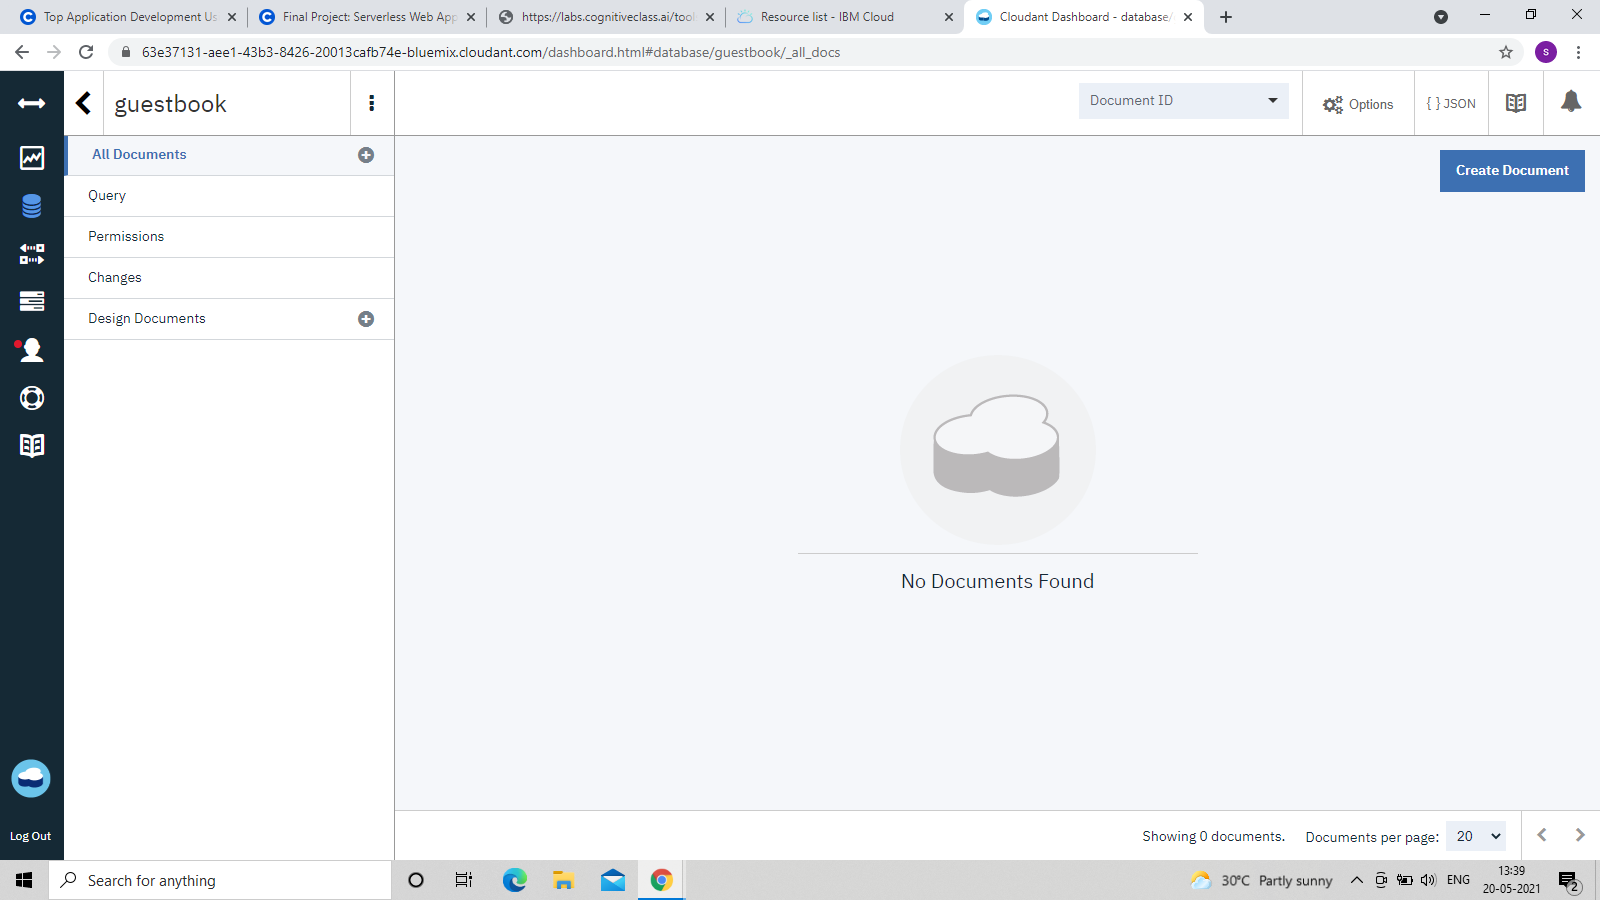 Top Application Development Us
Final Project: Serverless Web App
https://labs.cognitiveclass.ai/tool
Resource list - IBM Cloud
Cloudant Dashboard - database/
63e37131-aee1-43b3-8426-20013cafb74e-bluemix.cloudant.com/dashboard.html#database/guestbook/_all_docs
s
guestbook
Document ID
Options
{ } JSON
All Documents
Create Document
Query
Permissions
Changes
Design Documents
No Documents Found
Log Out
Showing 0 documents.
Documents per page:
20
Search for anything
30°C Partly sunny
ENG
13:39
20-05-2021
2